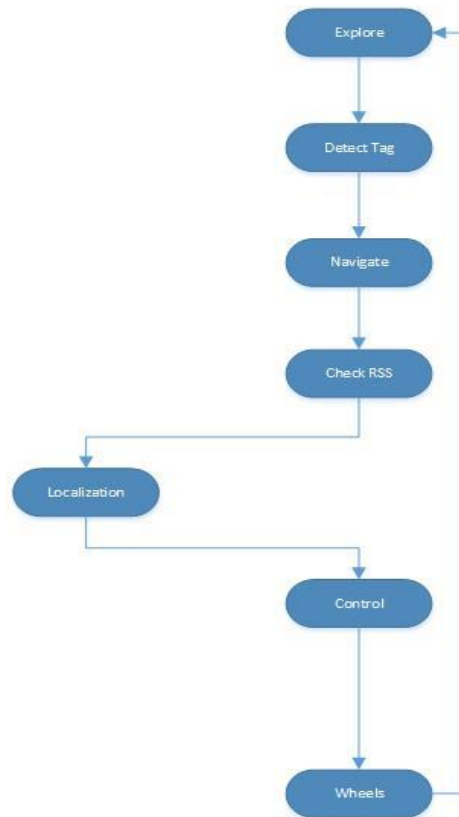 Explore
Detect Tag
Navigate
Check RSS
Localization
Control
Wheels